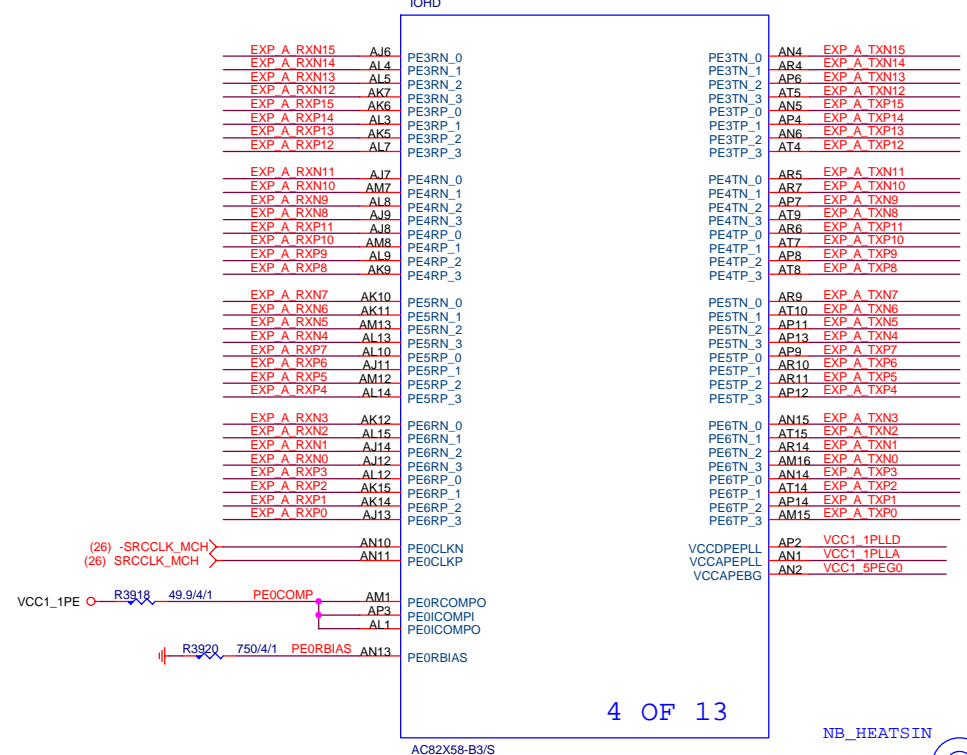 IOHD
EXP_A_RXN15 AJ6 PE3RN_0 PE3TN_0 AN4 EXP_A_TXN15
EXP_A_RXN14 AL4 PE3RN_1 PE3TN_1 AR4 EXP_A_TXN14
EXP_A_RXN13 AL5 PE3RN_2 PE3TN_2 AP6 EXP_A_TXN13
EXP_A_RXN12 AK7 PE3RN_3 PE3TN_3 AT5 EXP_A_TXN12
EXP_A_RXP15 AK6 PE3RP_0 PE3TP_0 AN5 EXP_A_TXP15
EXP_A_RXP14 AL3 PE3RP_1 PE3TP_1 AP4 EXP_A_TXP14
EXP_A_RXP13 AK5 PE3RP_2 PE3TP_2 AN6 EXP_A_TXP13
EXP_A_RXP12 AL7 PE3RP_3 PE3TP_3 AT4 EXP_A_TXP12
EXP_A_RXN11 AJ7 PE4RN_0 PE4TN_0 AR5 EXP_A_TXN11
EXP_A_RXN10 AM7 PE4RN_1 PE4TN_1 AR7 EXP_A_TXN10
EXP_A_RXN9 AL8 PE4RN_2 PE4TN_2 AP7 EXP_A_TXN9
EXP_A_RXN8 AJ9 PE4RN_3 PE4TN_3 AT9 EXP_A_TXN8
EXP_A_RXP11 AJ8 PE4RP_0 PE4TP_0 AR6 EXP_A_TXP11
EXP_A_RXP10 AM8 PE4RP_1 PE4TP_1 AT7 EXP_A_TXP10
EXP_A_RXP9 AL9 PE4RP_2 PE4TP_2 AP8 EXP_A_TXP9
EXP_A_RXP8 AK9 PE4RP_3 PE4TP_3 AT8 EXP_A_TXP8
EXP_A_RXN7 AK10 PE5RN_0 PE5TN_0 AR9 EXP_A_TXN7
EXP_A_RXN6 AK11 PE5RN_1 PE5TN_1 AT10 EXP_A_TXN6
EXP_A_RXN5 AM13 PE5RN_2 PE5TN_2 AP11 EXP_A_TXN5
EXP_A_RXN4 AL13 PE5RN_3 PE5TN_3 AP13 EXP_A_TXN4
EXP_A_RXP7 AL10 PE5RP_0 PE5TP_0 AP9 EXP_A_TXP7
EXP_A_RXP6 AJ11 PE5RP_1 PE5TP_1 AR10 EXP_A_TXP6
EXP_A_RXP5 AM12 PE5RP_2 PE5TP_2 AR11 EXP_A_TXP5
EXP_A_RXP4 AL14 PE5RP_3 PE5TP_3 AP12 EXP_A_TXP4
EXP_A_RXN3 AK12 PE6RN_0 PE6TN_0 AN15 EXP_A_TXN3
EXP_A_RXN2 AL15 PE6RN_1 PE6TN_1 AT15 EXP_A_TXN2
EXP_A_RXN1 AJ14 PE6RN_2 PE6TN_2 AR14 EXP_A_TXN1
EXP_A_RXN0 AJ12 PE6RN_3 PE6TN_3 AM16 EXP_A_TXN0
EXP_A_RXP3 AL12 PE6RP_0 PE6TP_0 AN14 EXP_A_TXP3
EXP_A_RXP2 AK15 PE6RP_1 PE6TP_1 AT14 EXP_A_TXP2
EXP_A_RXP1 AK14 PE6RP_2 PE6TP_2 AP14 EXP_A_TXP1
EXP_A_RXP0 AJ13 PE6RP_3 PE6TP_3 AM15 EXP_A_TXP0
(26) -SRCCLK_MCH AN10 PE0CLKN VCCDPEPLL AP2 VCC1_1PLLD
(26) SRCCLK_MCH AN11 PE0CLKP VCCAPEPLL AN1 VCC1_1PLLA
VCCAPEBG AN2 VCC1_5PEG0
VCC1_1PE R3918 49.9/4/1 PE0COMP AM1 PE0RCOMPO
AP3 PE0ICOMPI
AL1 PE0ICOMPO
R3920 750/4/1 PE0RBIAS AN13 PE0RBIAS
4 OF 13
NB_HEATSIN
AC82X58-B3/S